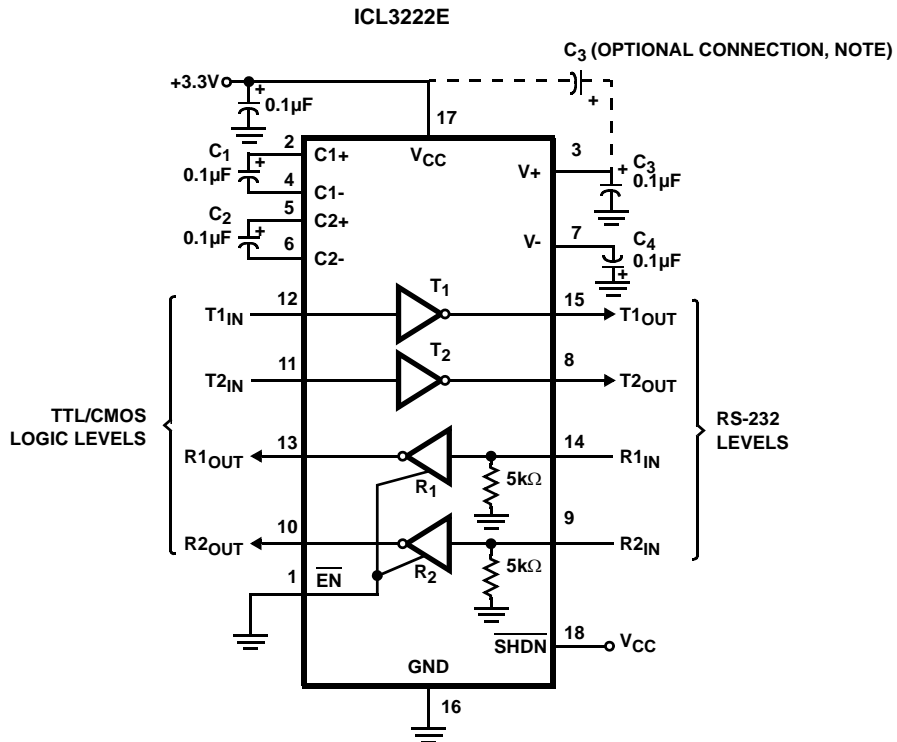 ICL3222E
C3 (OPTIONAL CONNECTION, NOTE)
+3.3V
+
0.1µF
17
+
2
C1+
VCC
3
C1
0.1µF
+
V+
+
C3
0.1µF
4
C1-
5
C2+
C2
0.1µF
+
7
V-
C4
0.1µF
+
6
C2-
T1
12
15
T1IN
T1OUT
T2
11
8
T2IN
T2OUT
TTL/CMOS
LOGIC LEVELS
RS-232
LEVELS
13
14
R1OUT
R1IN
R1
5kΩ
10
9
R2OUT
R2IN
R2
5kΩ
1
EN
18
SHDN
VCC
GND
16